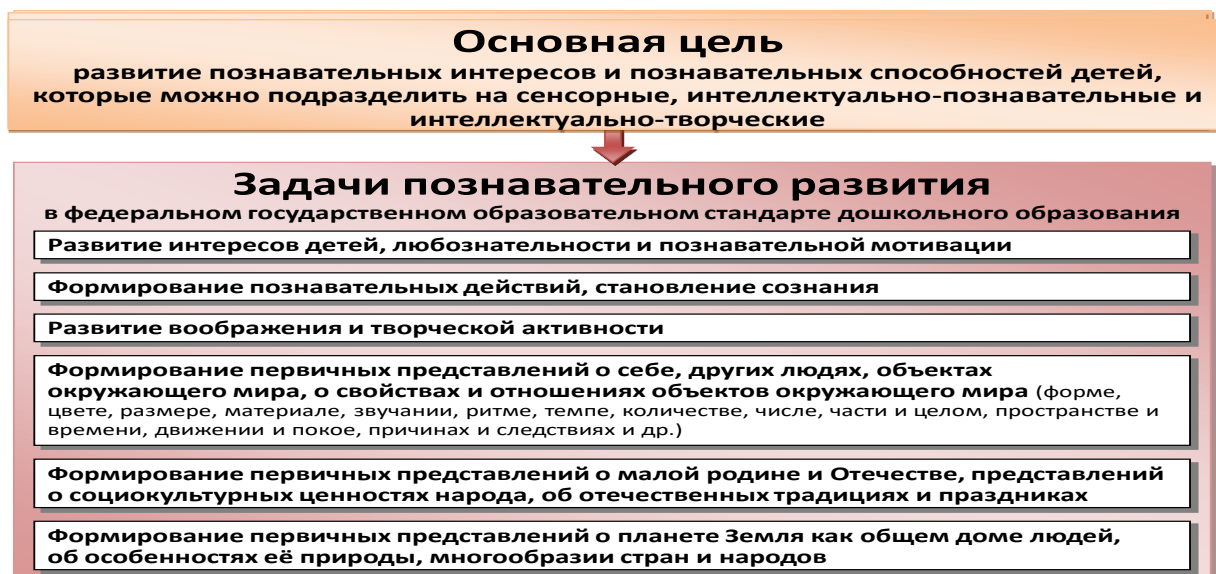 Основная цель
развитие познавательных интересов и познавательных способностей детей,
которые можно подразделить на сенсорные, интеллектуально-познавательные и
интеллектуально-творческие
Задачи познавательного развития
в федеральном государственном образовательном стандарте дошкольного образования
Развитие интересов детей, любознательности и познавательной мотивации
Формирование познавательных действий, становление сознания
Развитие воображения и творческой активности
Формирование первичных представлений о себе, других людях, объектах
окружающего мира, о свойствах и отношениях объектов окружающего мира (форме,
цвете, размере, материале, звучании, ритме, темпе, количестве, числе, части и целом, пространстве и
времени, движении и покое, причинах и следствиях и др.)
Формирование первичных представлений о малой родине и Отечестве, представлений
о социокультурных ценностях народа, об отечественных традициях и праздниках
Формирование первичных представлений о планете Земля как общем доме людей,
об особенностях её природы, многообразии стран и народов